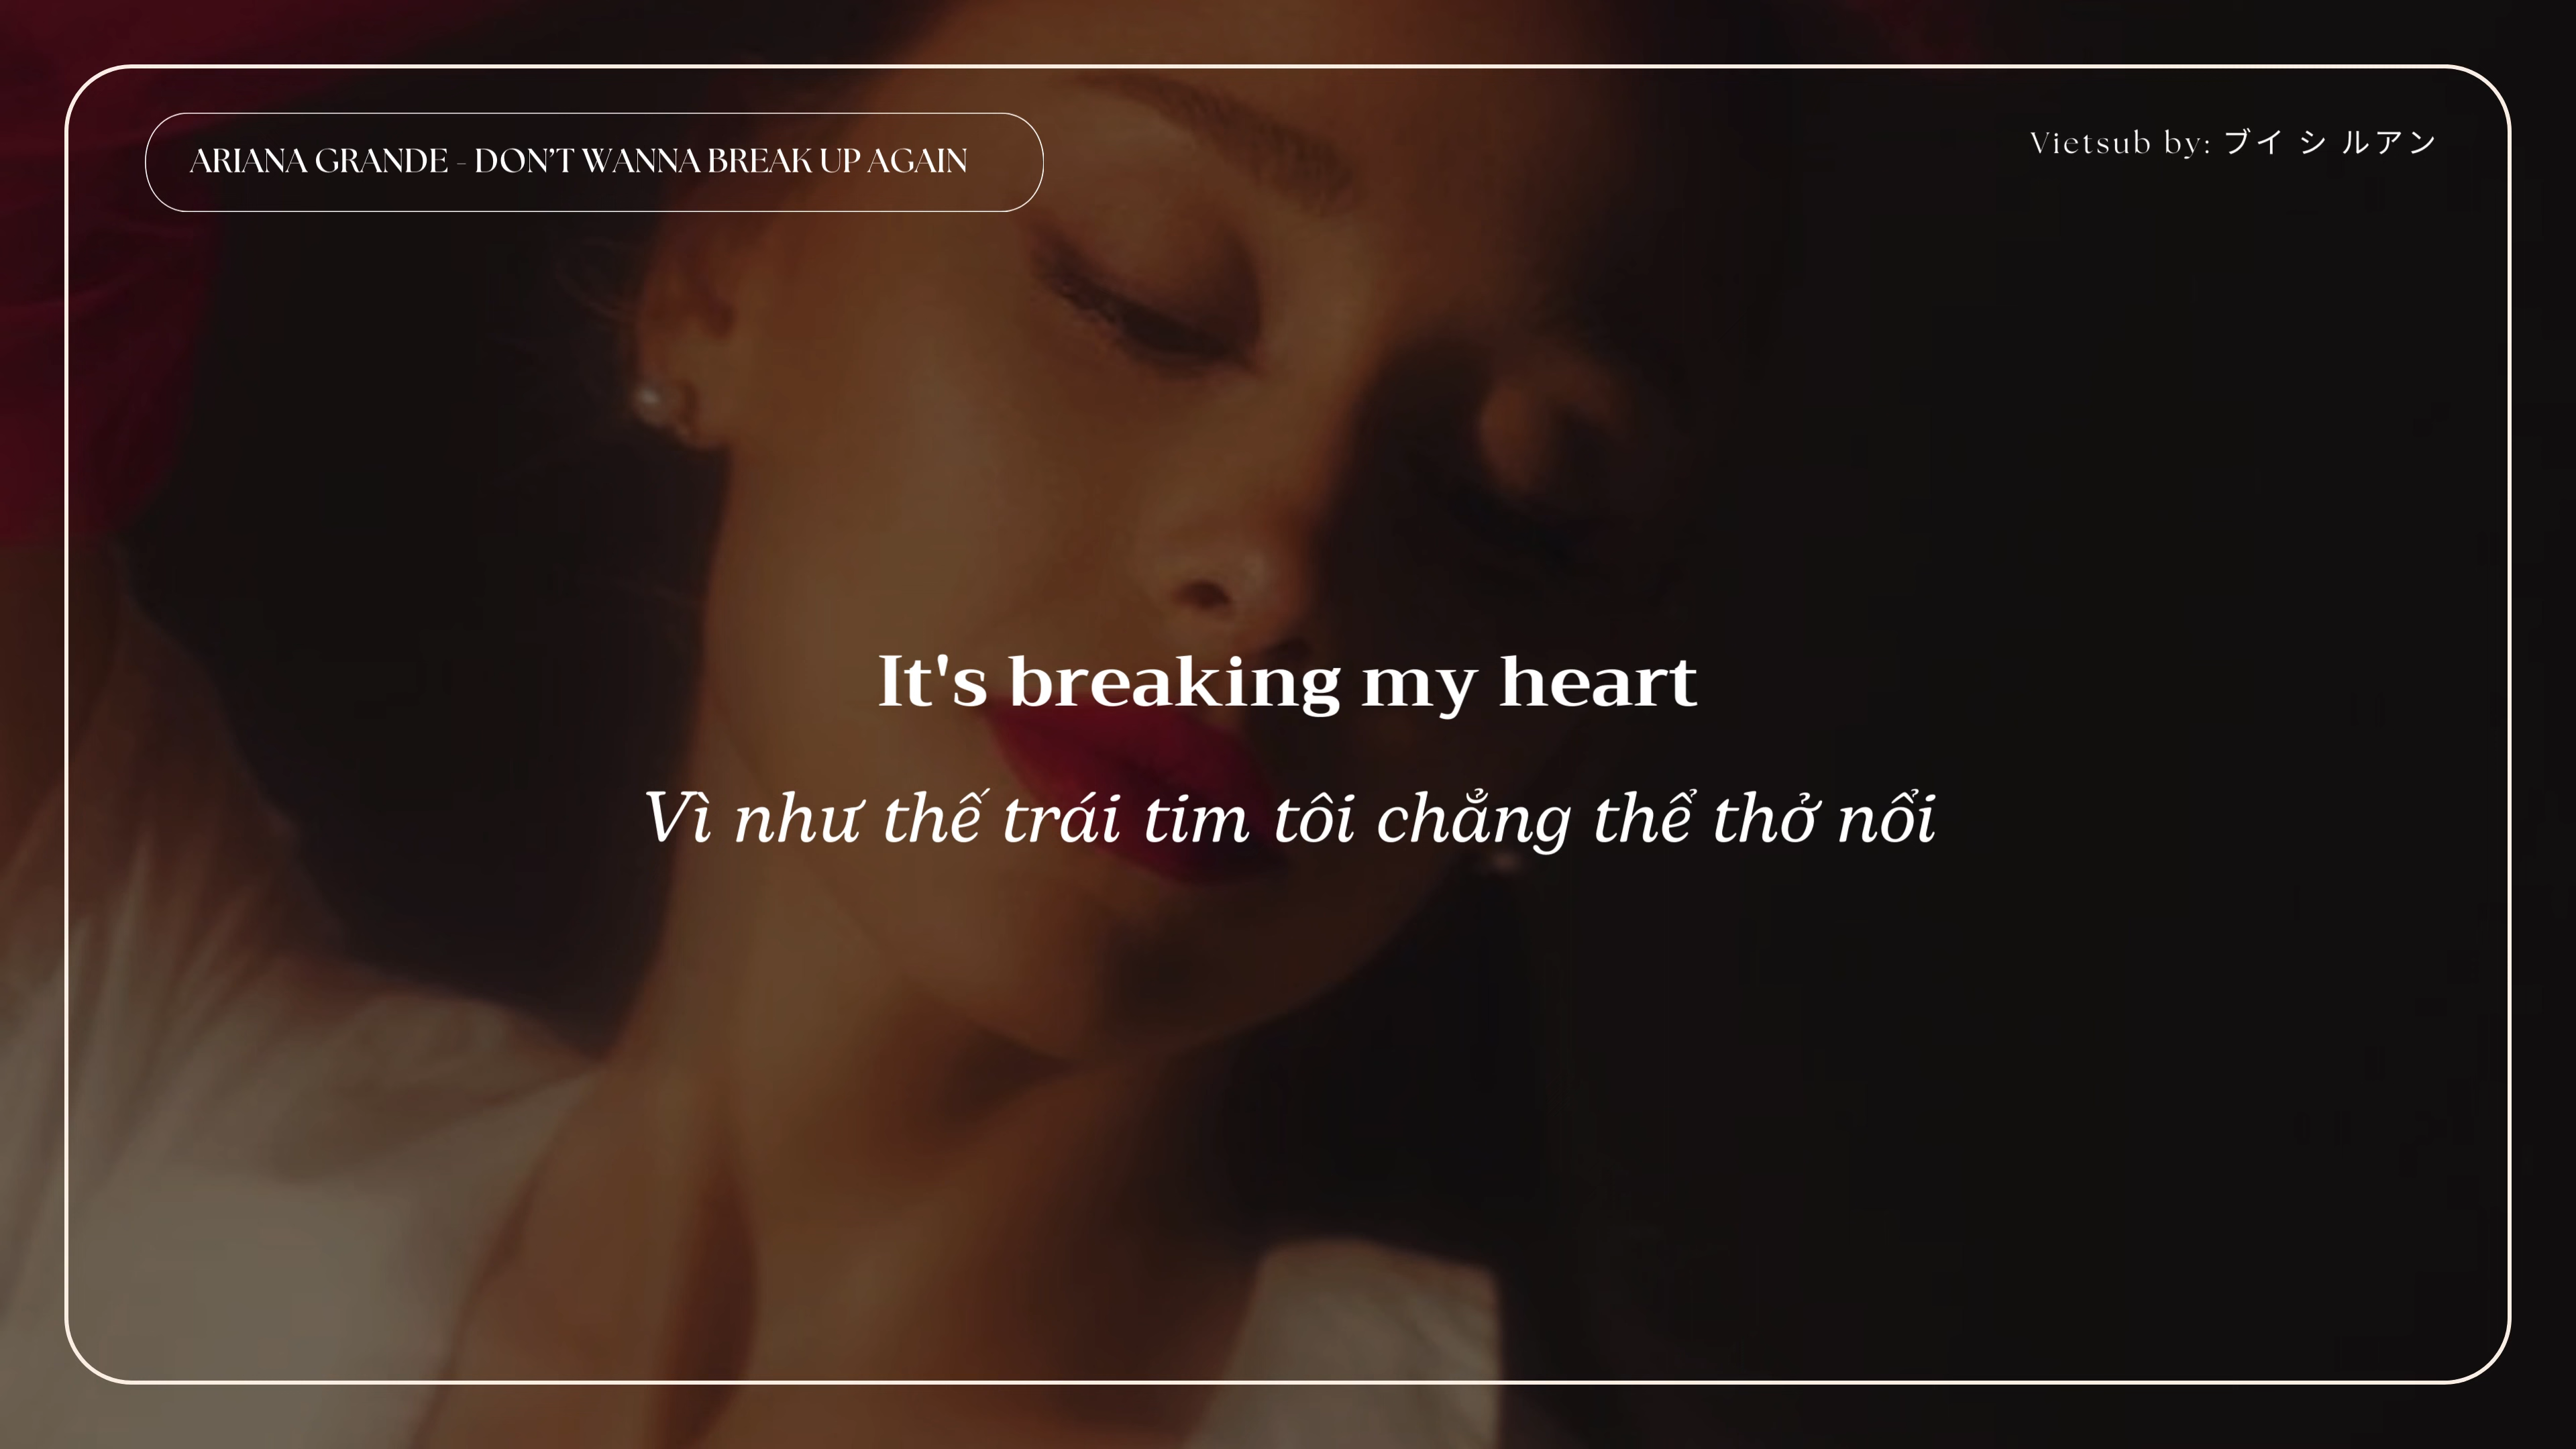 ARIANA GRANDE - DON'T WANNA BREAK UP AGAIN
Vietsub by: ブイ シ ルアン
It's breaking my heart
Vì như thế trái tim tôi chẳng thể thở nổi